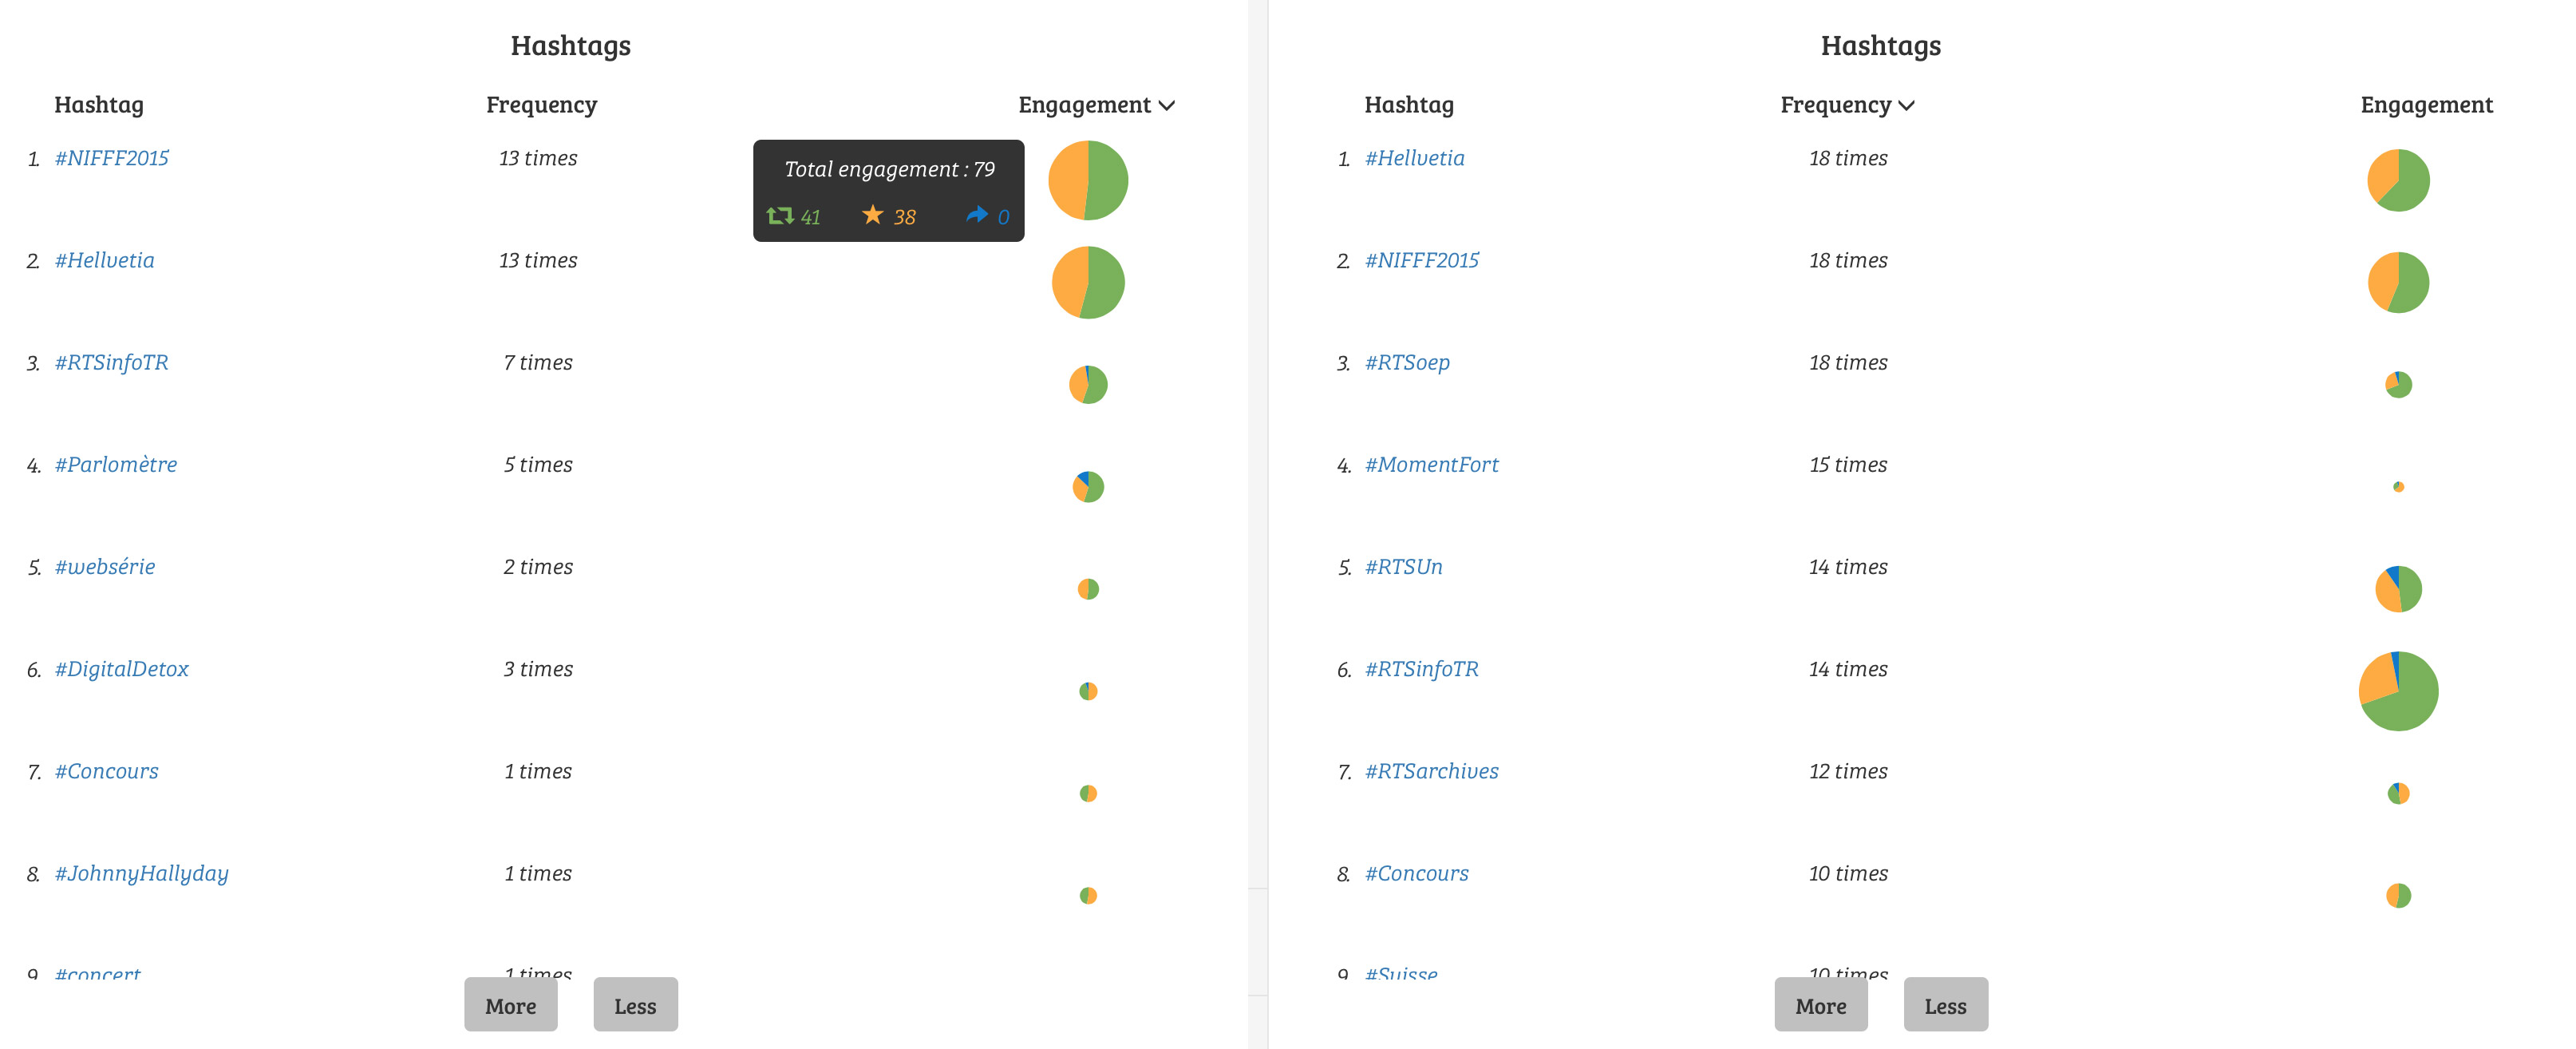 Hashtags
Hashtag Frequency Engagement
1. #NIFFF2015 13 times
Total engagement : 79
41 38 0
2. #Hellvetia 13 times
3. #RTSinfoTR 7 times
4. #Parlomètre 5 times
5. #websérie 2 times
6. #DigitalDetox 3 times
7. #Concours 1 times
8. #JohnnyHallyday 1 times
9. #concert 1 times
More Less
Hashtags
Hashtag Frequency Engagement
1. #Hellvetia 18 times
2. #NIFFF2015 18 times
3. #RTSoep 18 times
4. #MomentFort 15 times
5. #RTSUn 14 times
6. #RTSinfoTR 14 times
7. #RTSarchives 12 times
8. #Concours 10 times
9. #Suisse 10 times
More Less